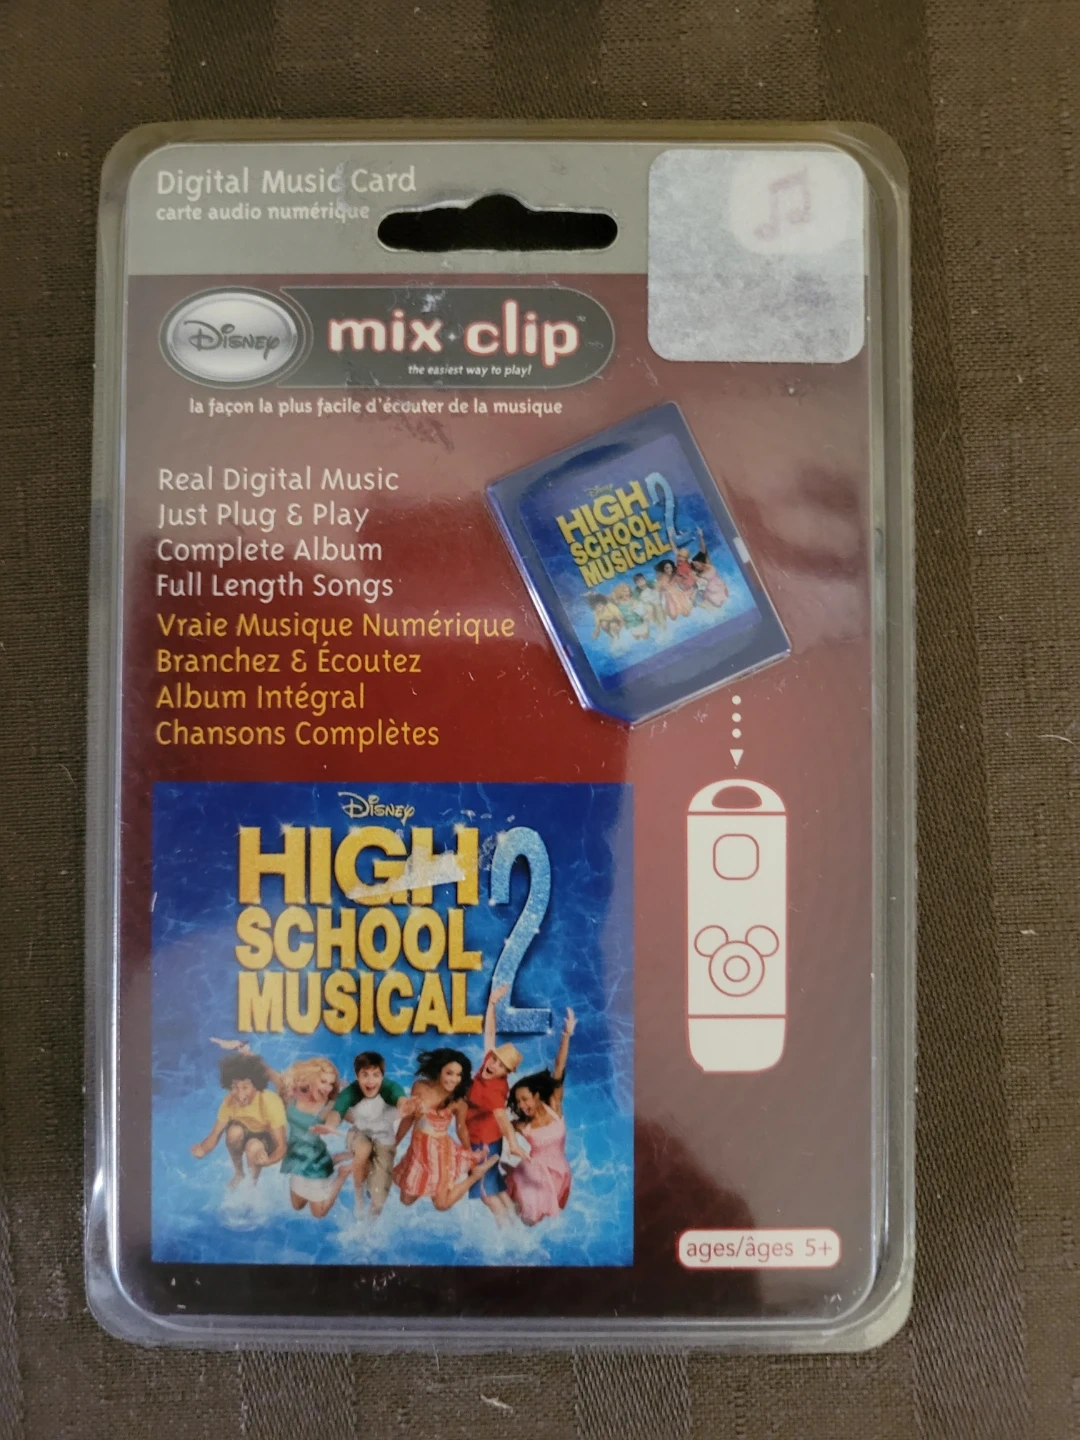 Digital Music Card
carte audio numérique
Disney
mix clip™
the easiest way to play!
la façon la plus facile d'écouter de la musique
Real Digital Music
Just Plug & Play
Complete Album
Full Length Songs
Vraie Musique Numérique
Branchez & Écoutez
Album Intégral
Chansons Complètes
Disney
HIGH
SCHOOL
MUSICAL 2
Disney
HIGH
SCHOOL
MUSICAL 2
ages/âges 5+